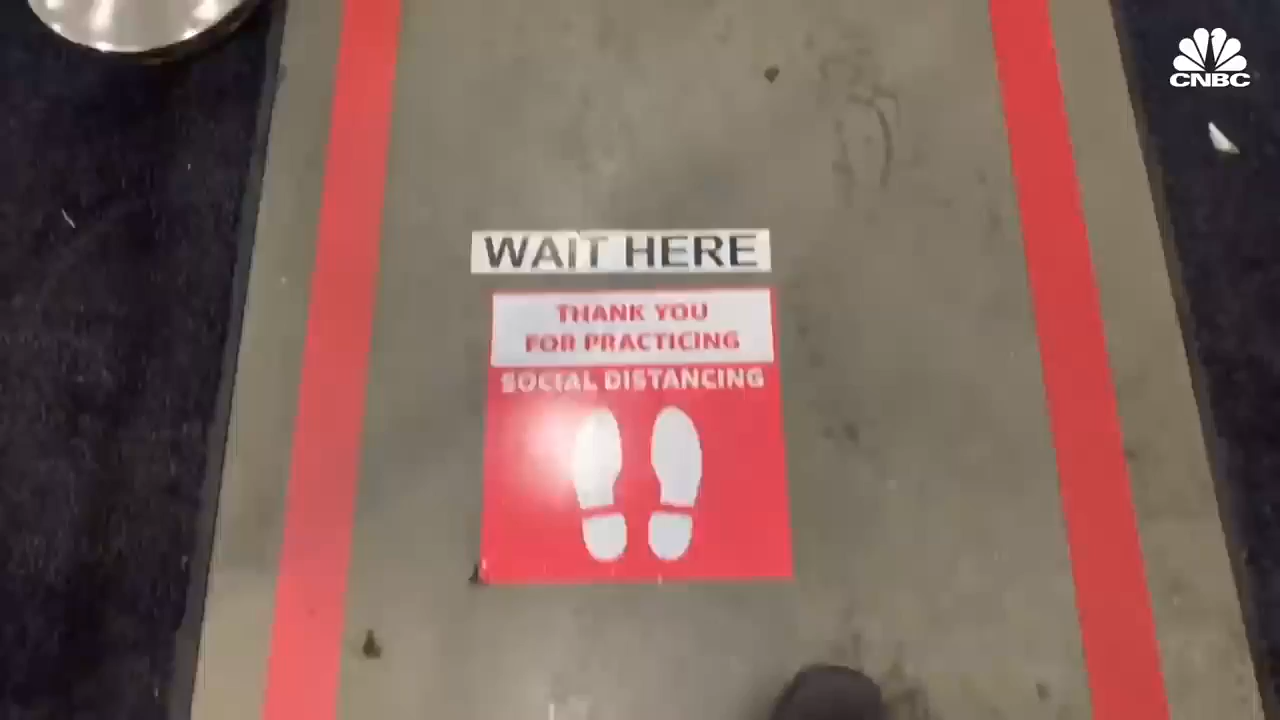 CNBC
WAIT HERE
THANK YOU
FOR PRACTICING
SOCIAL DISTANCING